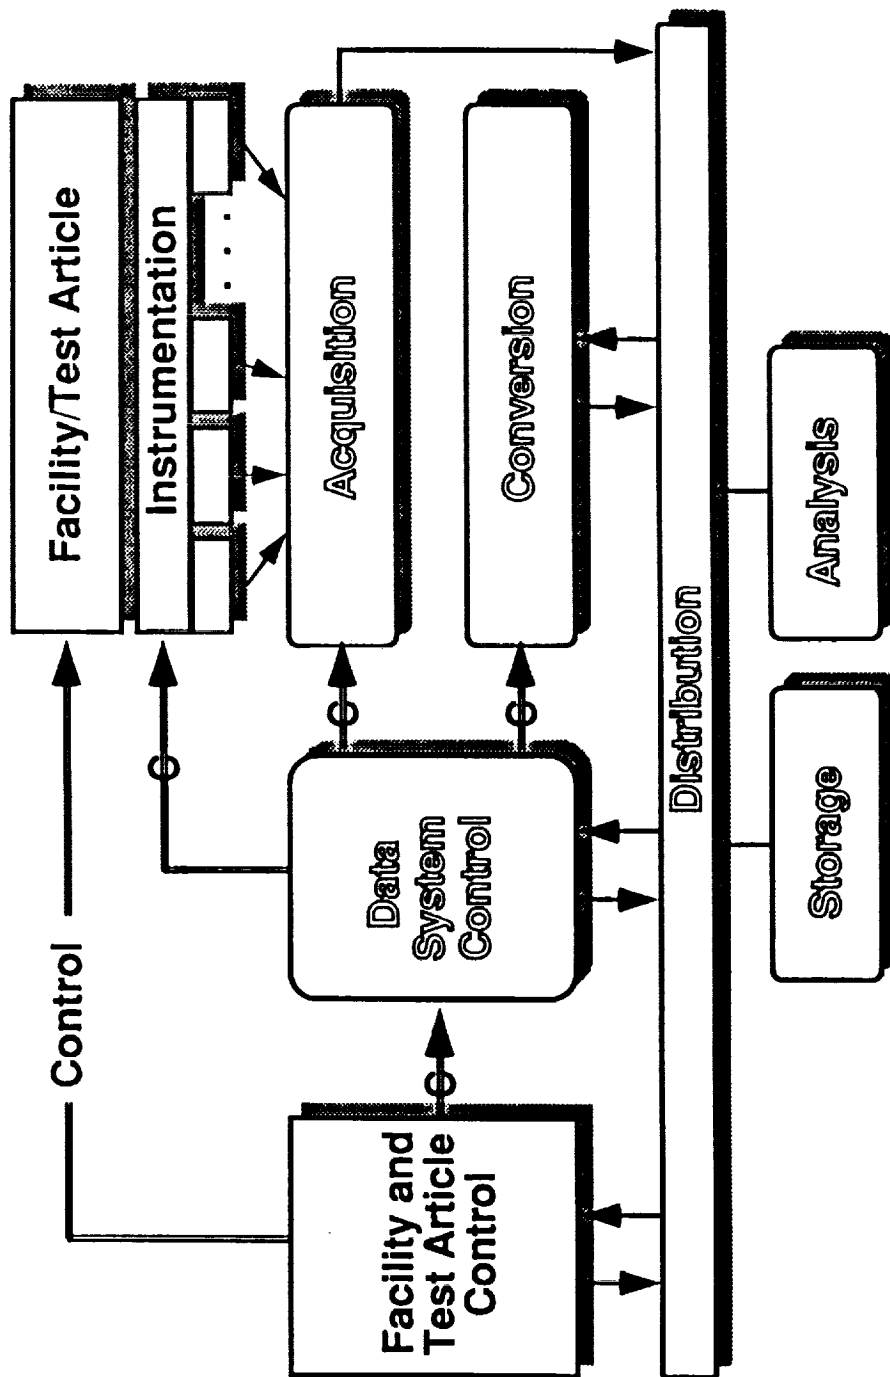 Facility/Test Article
Instrumentation
. . .
Control
C
Acquisition
C
Data
System
Control
C
Conversion
C
Facility and
Test Article
Control
Distribution
Storage
Analysis